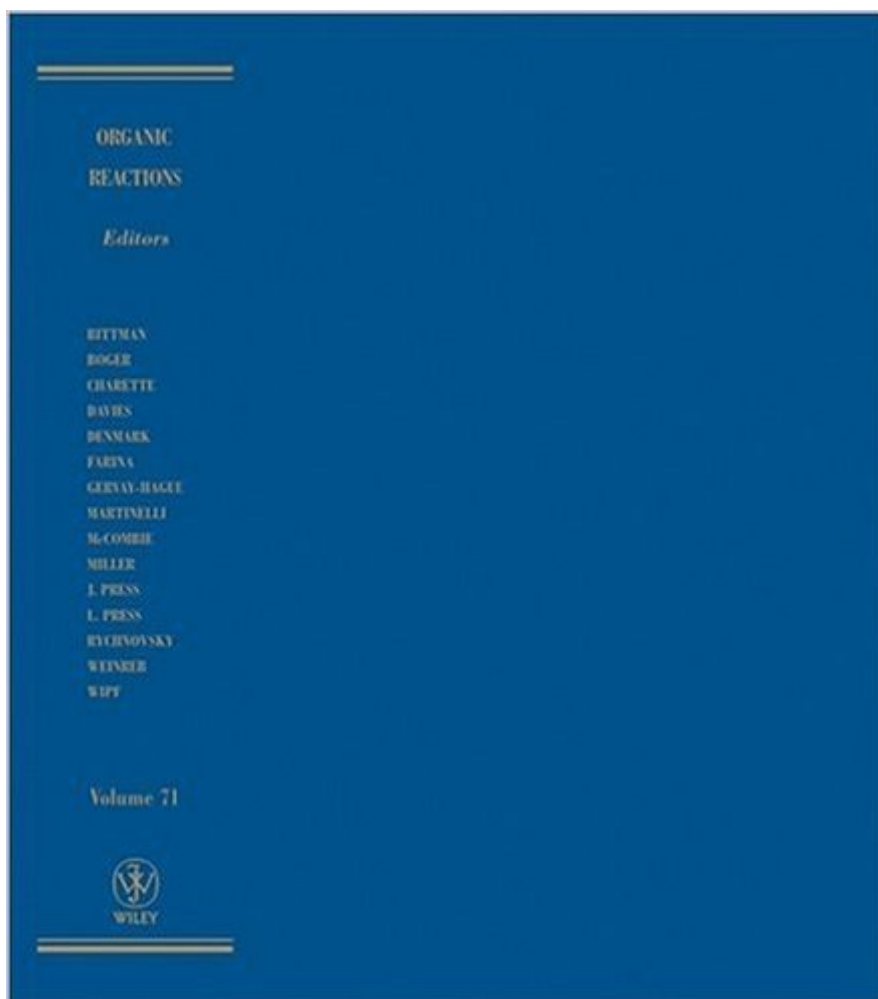 ORGANIC
REACTIONS
Editors
BITTMAN
BOGER
CHARETTE
DAVIES
DENMARK
FARINA
GERVAY-HAGUE
MARTINELLI
McCOMBIE
MILLER
J. PRESS
L. PRESS
RYCHNOVSKY
WEINREB
WIPF
Volume 71
WILEY